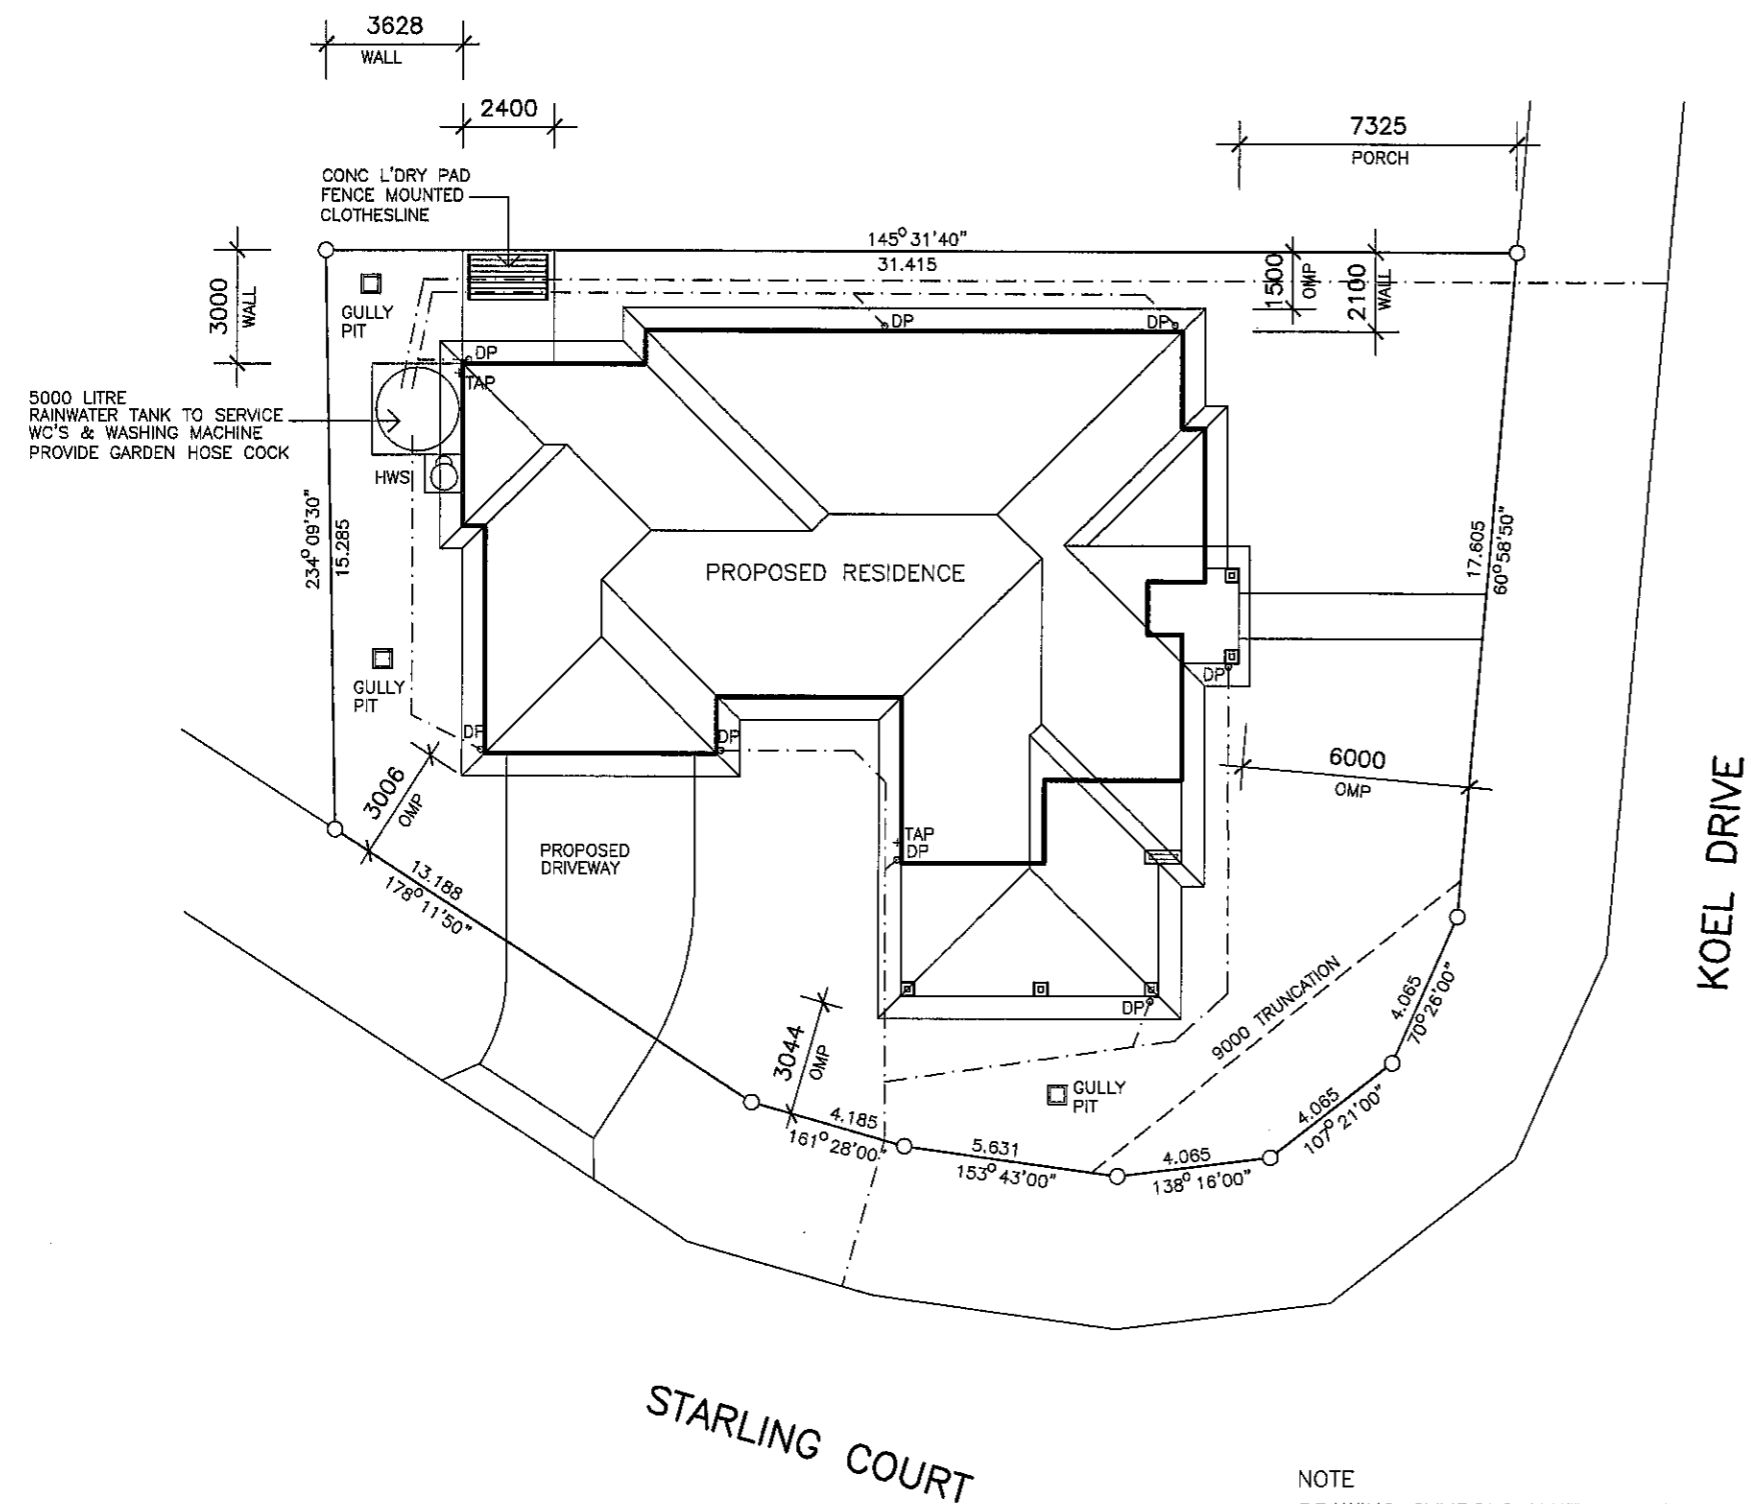 3628
WALL
2400
7325
PORCH
CONC L'DRY PAD
FENCE MOUNTED
CLOTHESLINE
145° 31'40"
31.415
3000
WALL
GULLY
PIT
1500
OMP
2100
WALL
DP
DP
DP
TAP
5000 LITRE
RAINWATER TANK TO SERVICE
WC'S & WASHING MACHINE
PROVIDE GARDEN HOSE COCK
HWS
234° 09'30"
15.285
PROPOSED RESIDENCE
17.605
60° 58'50"
GULLY
PIT
DP
DP
DP
3006
OMP
6000
OMP
KOEL DRIVE
PROPOSED
DRIVEWAY
TAP
DP
13.188
178° 11'50"
9000 TRUNCATION
4.065
70° 26'00"
DP
3044
OMP
GULLY
PIT
4.185
161° 28'00"
5.631
153° 43'00"
4.065
138° 16'00"
4.065
107° 21'00"
STARLING COURT
NOTE